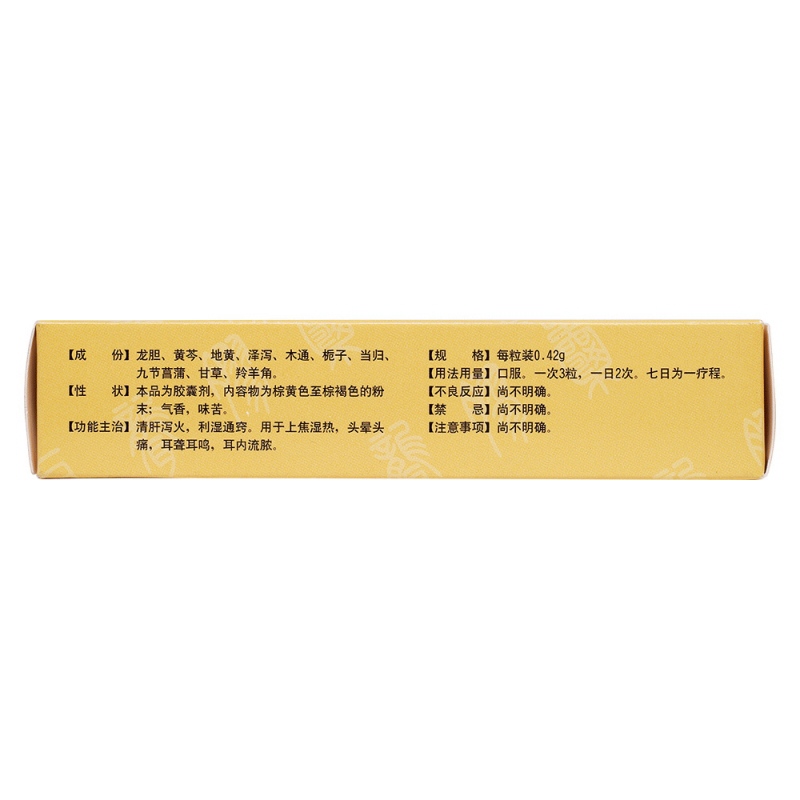 【成　份】龙胆、黄芩、地黄、泽泻、木通、栀子、当归、
九节菖蒲、甘草、羚羊角。
【性　状】本品为胶囊剂，内容物为棕黄色至棕褐色的粉
末；气香，味苦。
【功能主治】清肝泻火，利湿通窍。用于上焦湿热，头晕头
痛，耳聋耳鸣，耳内流脓。
【规　格】每粒装0.42g
【用法用量】口服。一次3粒，一日2次。七日为一疗程。
【不良反应】尚不明确。
【禁　忌】尚不明确。
【注意事项】尚不明确。